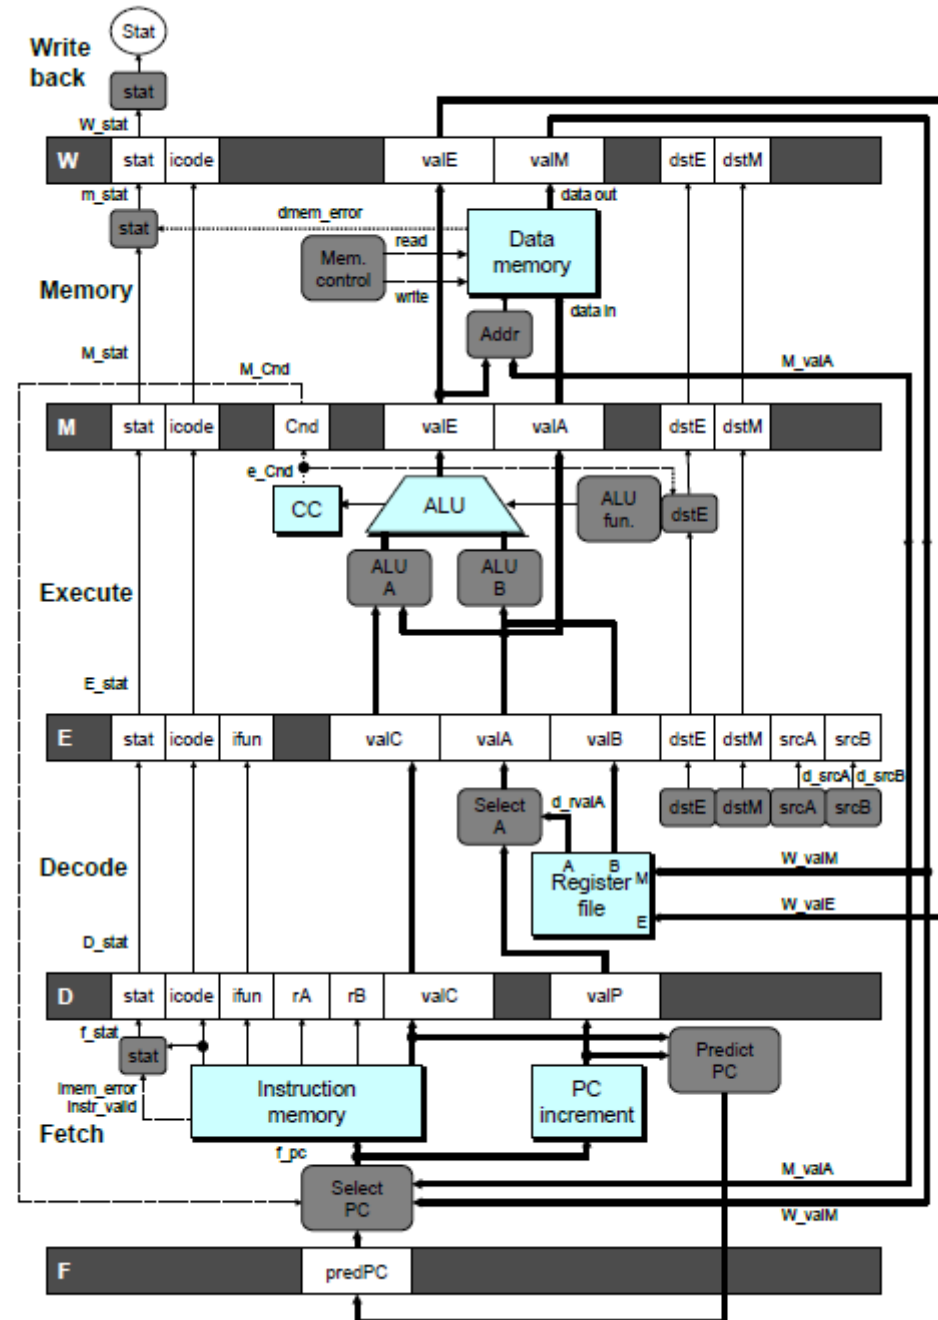 Stat
Write
back
stat
W_stat
W stat icode valE valM dstE dstM
m_stat
data out
dmem_error
stat
read
Mem.
control
Data
memory
write
Memory
data in
Addr
M_stat
M_Cnd
M_valA
M stat icode Cnd valE valA dstE dstM
e_Cnd
CC
ALU
ALU
fun.
dstE
ALU
A
ALU
B
Execute
E_stat
E stat icode ifun valC valA valB dstE dstM srcA srcB
d_srcA d_srcB
Select
A
d_rvalA
dstE dstM srcA srcB
Decode
A B
Register
file
M
E
W_valM
W_valE
D_stat
D stat icode ifun rA rB valC valP
f_stat
stat
Predict
PC
Imem_error
Instr_valid
Instruction
memory
PC
increment
Fetch
f_pc
M_valA
Select
PC
W_valM
F predPC